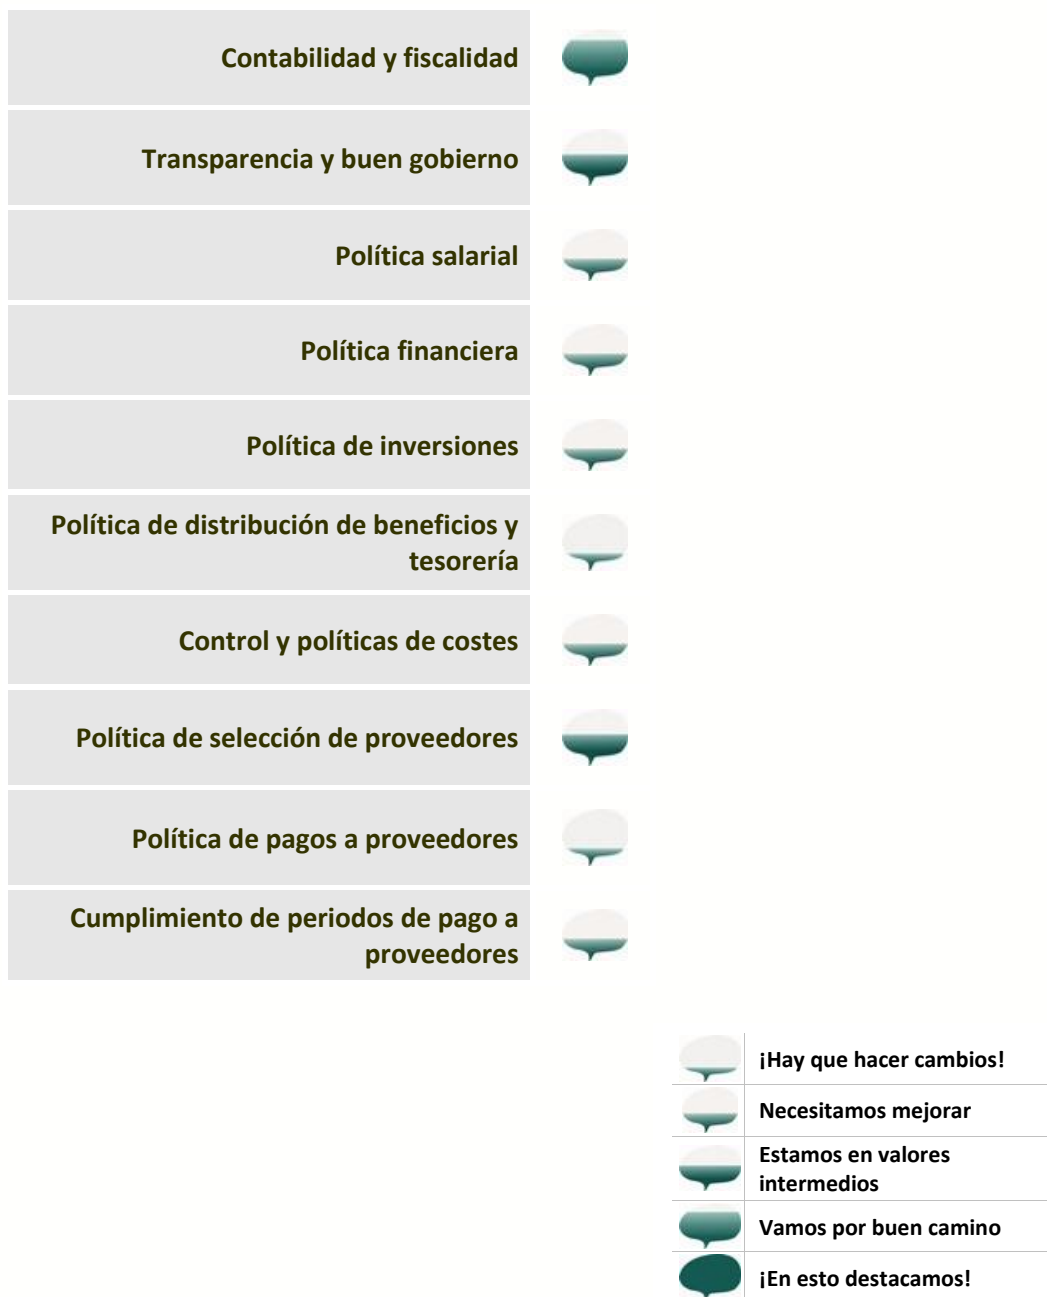 Contabilidad y fiscalidad
Transparencia y buen gobierno
Política salarial
Política financiera
Política de inversiones
Política de distribución de beneficios y
tesorería
Control y políticas de costes
Política de selección de proveedores
Política de pagos a proveedores
Cumplimiento de periodos de pago a
proveedores
¡Hay que hacer cambios!
Necesitamos mejorar
Estamos en valores
intermedios
Vamos por buen camino
¡En esto destacamos!